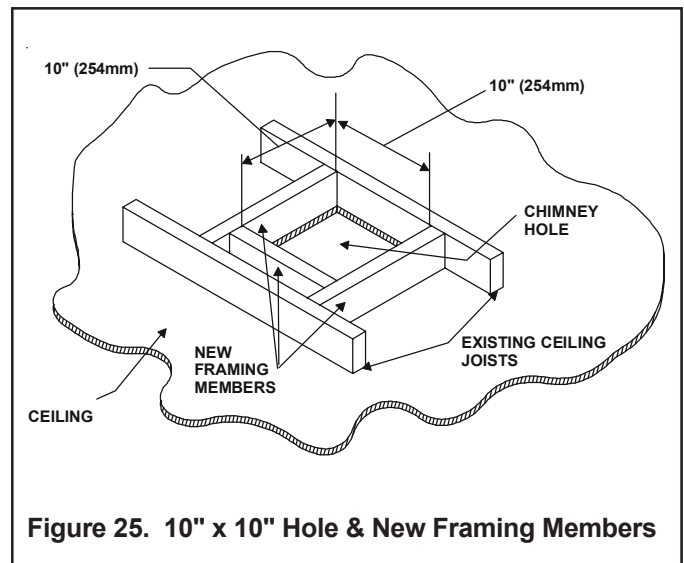 10" (254mm)
10" (254mm)
CHIMNEY
HOLE
NEW
FRAMING
MEMBERS
EXISTING CEILING
JOISTS
CEILING
Figure 25. 10" x 10" Hole & New Framing Members